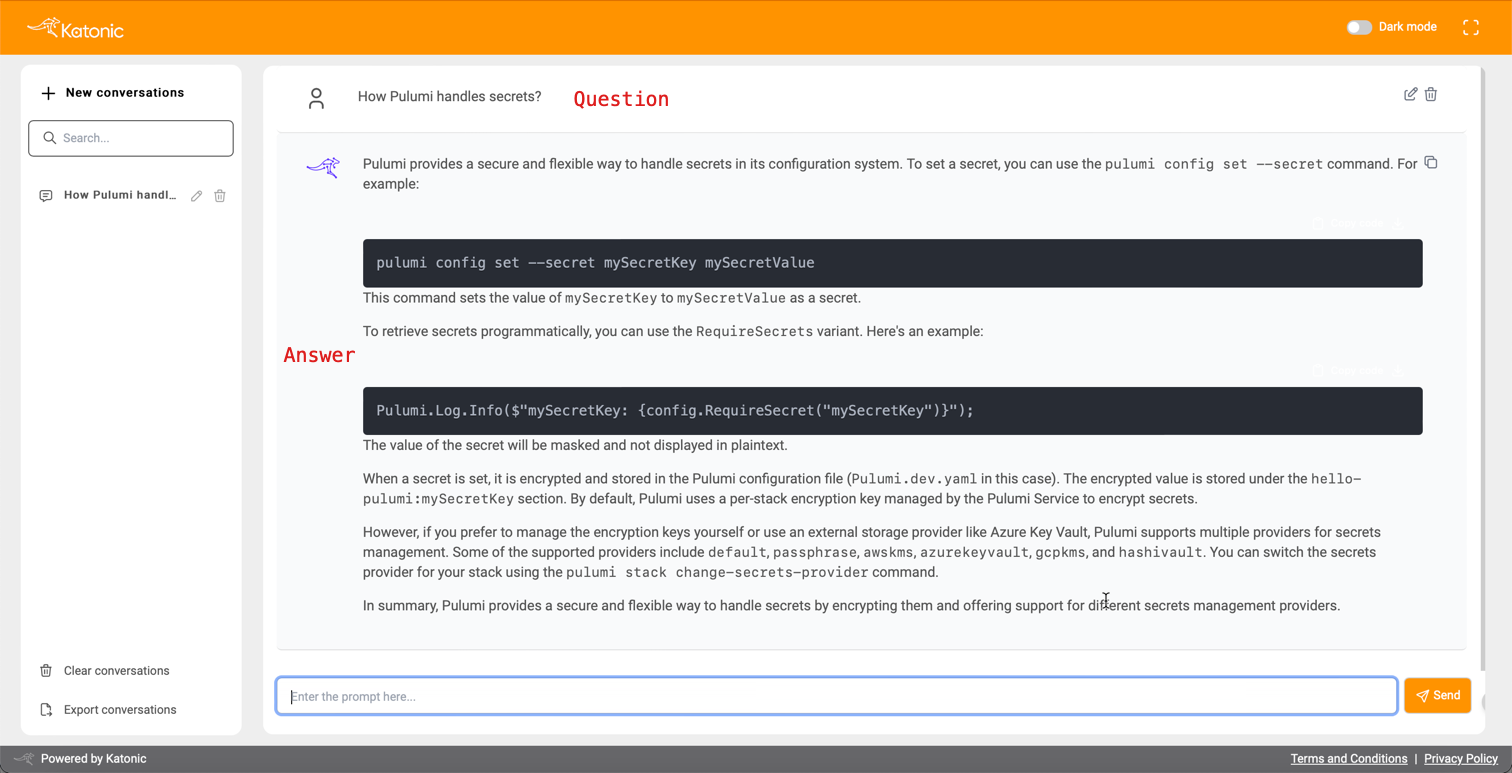 Katonic
Dark mode
New conversations
Search...
How Pulumi handl...
Clear conversations
Export conversations
How Pulumi handles secrets? Question
Pulumi provides a secure and flexible way to handle secrets in its configuration system. To set a secret, you can use the pulumi config set --secret command. For
example:
pulumi config set --secret mySecretKey mySecretValue
This command sets the value of mySecretKey to mySecretValue as a secret.
To retrieve secrets programmatically, you can use the RequireSecrets variant. Here's an example:
Answer
Pulumi.Log.Info($"mySecretKey: {config.RequireSecret("mySecretKey")}");
The value of the secret will be masked and not displayed in plaintext.
When a secret is set, it is encrypted and stored in the Pulumi configuration file (Pulumi.dev.yaml in this case). The encrypted value is stored under the hello-
pulumi:mySecretKey section. By default, Pulumi uses a per-stack encryption key managed by the Pulumi Service to encrypt secrets.
However, if you prefer to manage the encryption keys yourself or use an external storage provider like Azure Key Vault, Pulumi supports multiple providers for secrets
management. Some of the supported providers include default, passphrase, awskms, azurekeyvault, gcpkms, and hashivault. You can switch the secrets
provider for your stack using the pulumi stack change-secrets-provider command.
In summary, Pulumi provides a secure and flexible way to handle secrets by encrypting them and offering support for different secrets management providers.
Enter the prompt here...
Send
Powered by Katonic
Terms and Conditions | Privacy Policy